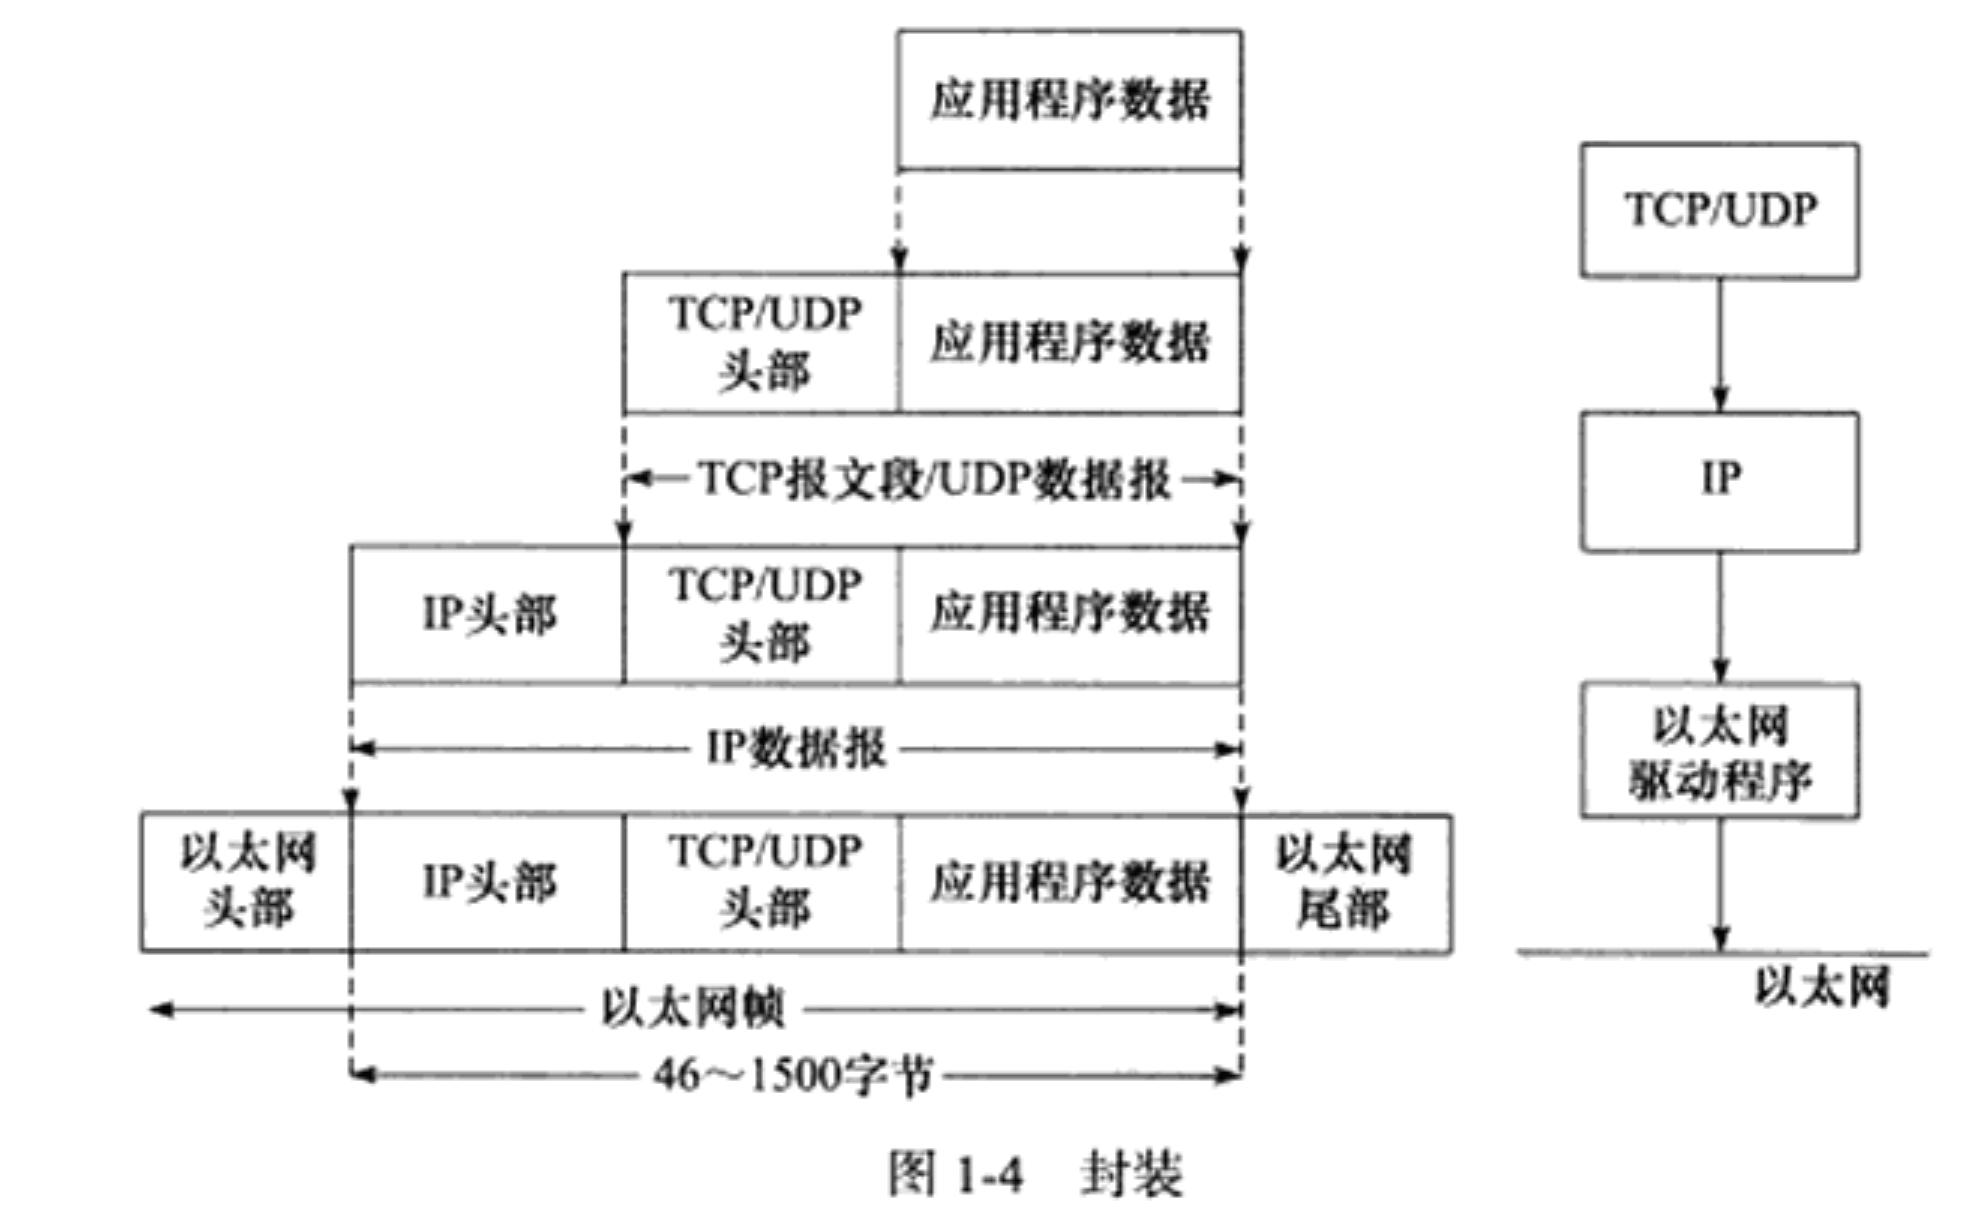 应用程序数据
TCP/UDP
TCP/UDP
头部
应用程序数据
TCP报文段/UDP数据报
IP
IP头部
TCP/UDP
头部
应用程序数据
IP数据报
以太网
驱动程序
以太网
头部
IP头部
TCP/UDP
头部
应用程序数据
以太网
尾部
以太网
以太网帧
46～1500字节
图 1-4 封装